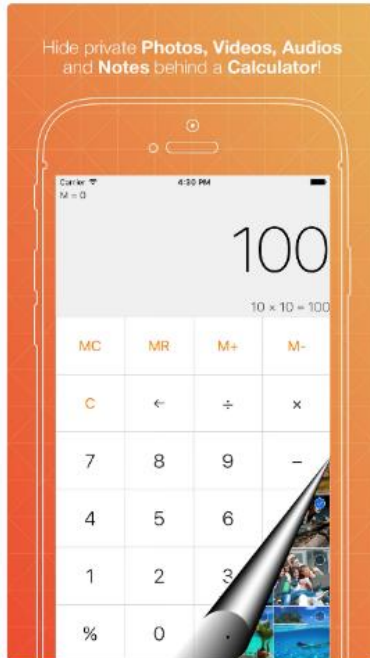 Hide private Photos, Videos, Audios
and Notes behind a Calculator!
Carrier 4:30 PM
M = 0
100
10 × 10 = 100
MC MR M+ M-
C ← ÷ ×
7 8 9 −
4 5 6
1 2 3
% 0 .